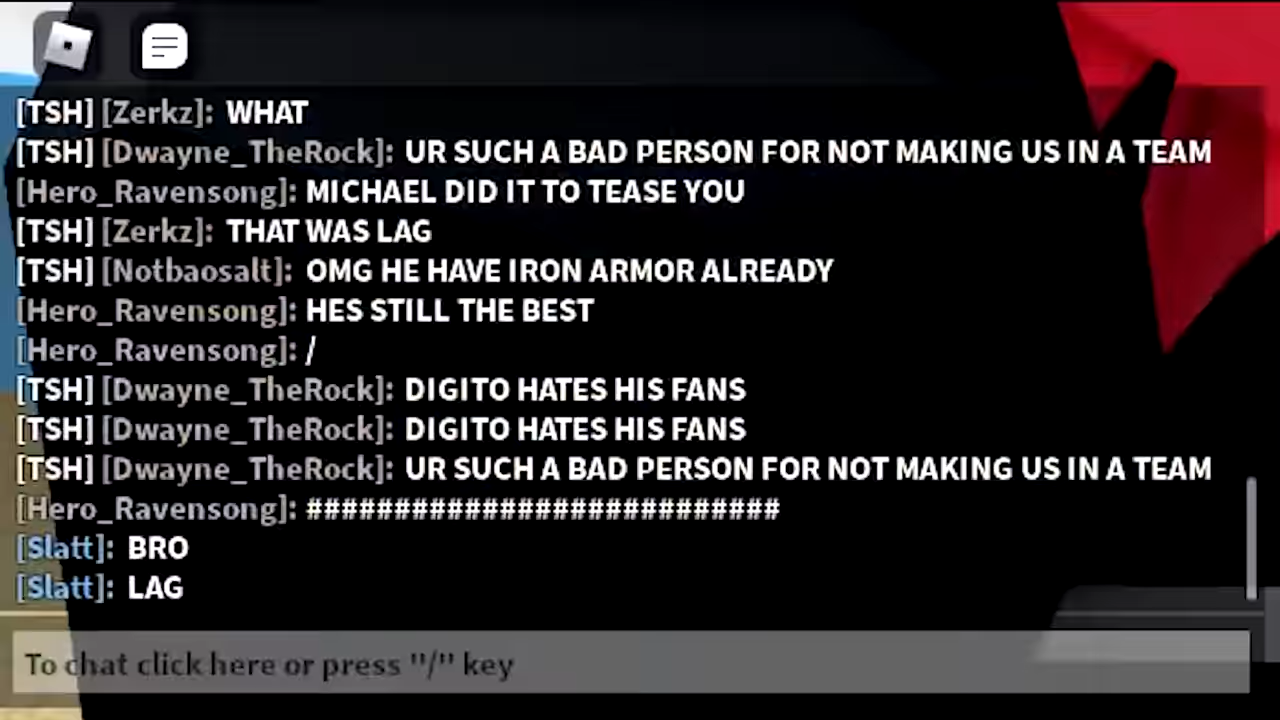 [TSH] [Zerkz]: WHAT
[TSH] [Dwayne_TheRock]: UR SUCH A BAD PERSON FOR NOT MAKING US IN A TEAM
[Hero_Ravensong]: MICHAEL DID IT TO TEASE YOU
[TSH] [Zerkz]: THAT WAS LAG
[TSH] [Notbaosalt]: OMG HE HAVE IRON ARMOR ALREADY
[Hero_Ravensong]: HES STILL THE BEST
[Hero_Ravensong]: /
[TSH] [Dwayne_TheRock]: DIGITO HATES HIS FANS
[TSH] [Dwayne_TheRock]: DIGITO HATES HIS FANS
[TSH] [Dwayne_TheRock]: UR SUCH A BAD PERSON FOR NOT MAKING US IN A TEAM
[Hero_Ravensong]: ###########################
[Slatt]: BRO
[Slatt]: LAG
To chat click here or press "/" key